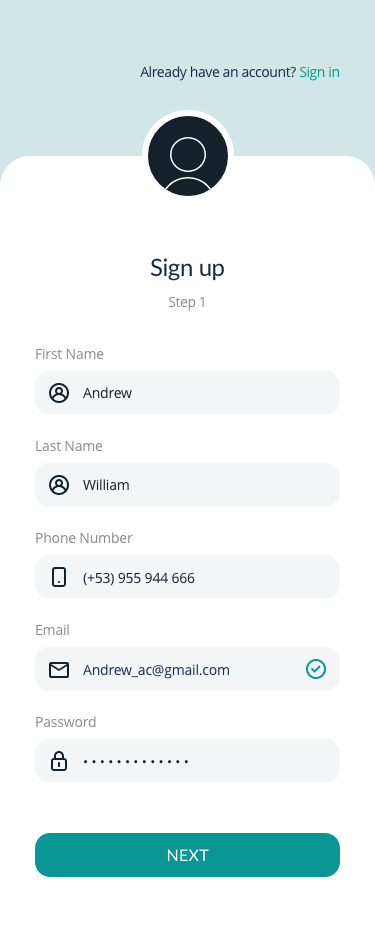 Already have an account? Sign in
Sign up
Step 1
First Name
Andrew
Last Name
William
Phone Number
(+53) 955 944 666
Email
Andrew_ac@gmail.com
Password
• • • • • • • • • • • • •
NEXT